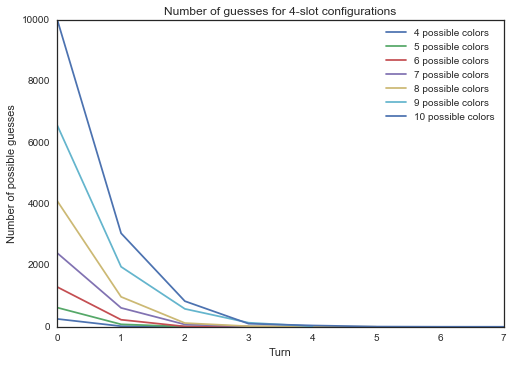 Number of guesses for 4-slot configurations
10000
8000
6000
4000
2000
0
Number of possible guesses
4 possible colors
5 possible colors
6 possible colors
7 possible colors
8 possible colors
9 possible colors
10 possible colors
0 1 2 3 4 5 6 7
Turn